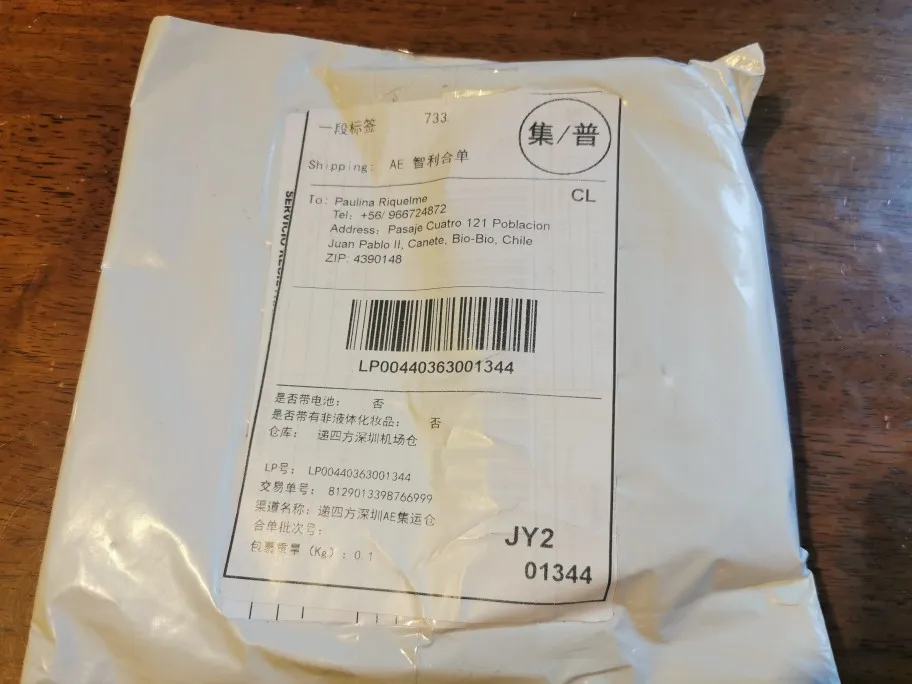 一段标签 733
集/普
Shipping: AE 智利合单
CL
To: Paulina Riquelme
Tel: +56/ 966724872
Address: Pasaje Cuatro 121 Poblacion
Juan Pablo II, Canete, Bio-Bio, Chile
ZIP: 4390148
SERVICIO
LP00440363001344
是否带电池: 否
是否带有非液体化妆品: 否
仓库: 递四方深圳机场仓
LP号: LP00440363001344
交易单号: 8129013398766999
渠道名称: 递四方深圳AE集运仓
合单批次号:
包裹质量 (Kg): 0.1
JY2
01344